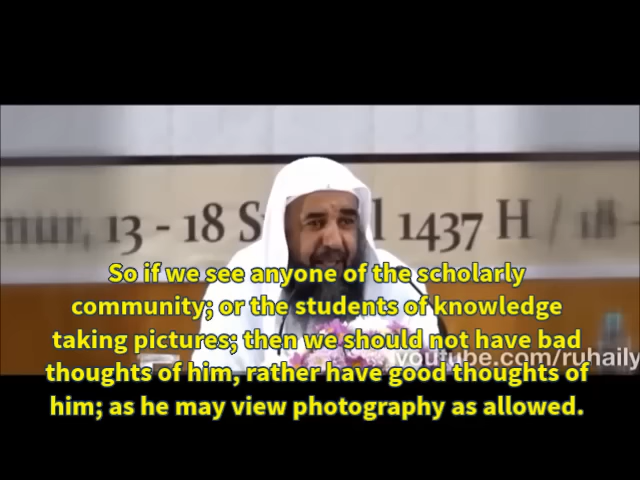 mur, 13 - 18 S l 1437 H / 18 -
So if we see anyone of the scholarly
community; or the students of knowledge
taking pictures; then we should not have bad
youtube.com/ruhaily
thoughts of him, rather have good thoughts of
him; as he may view photography as allowed.